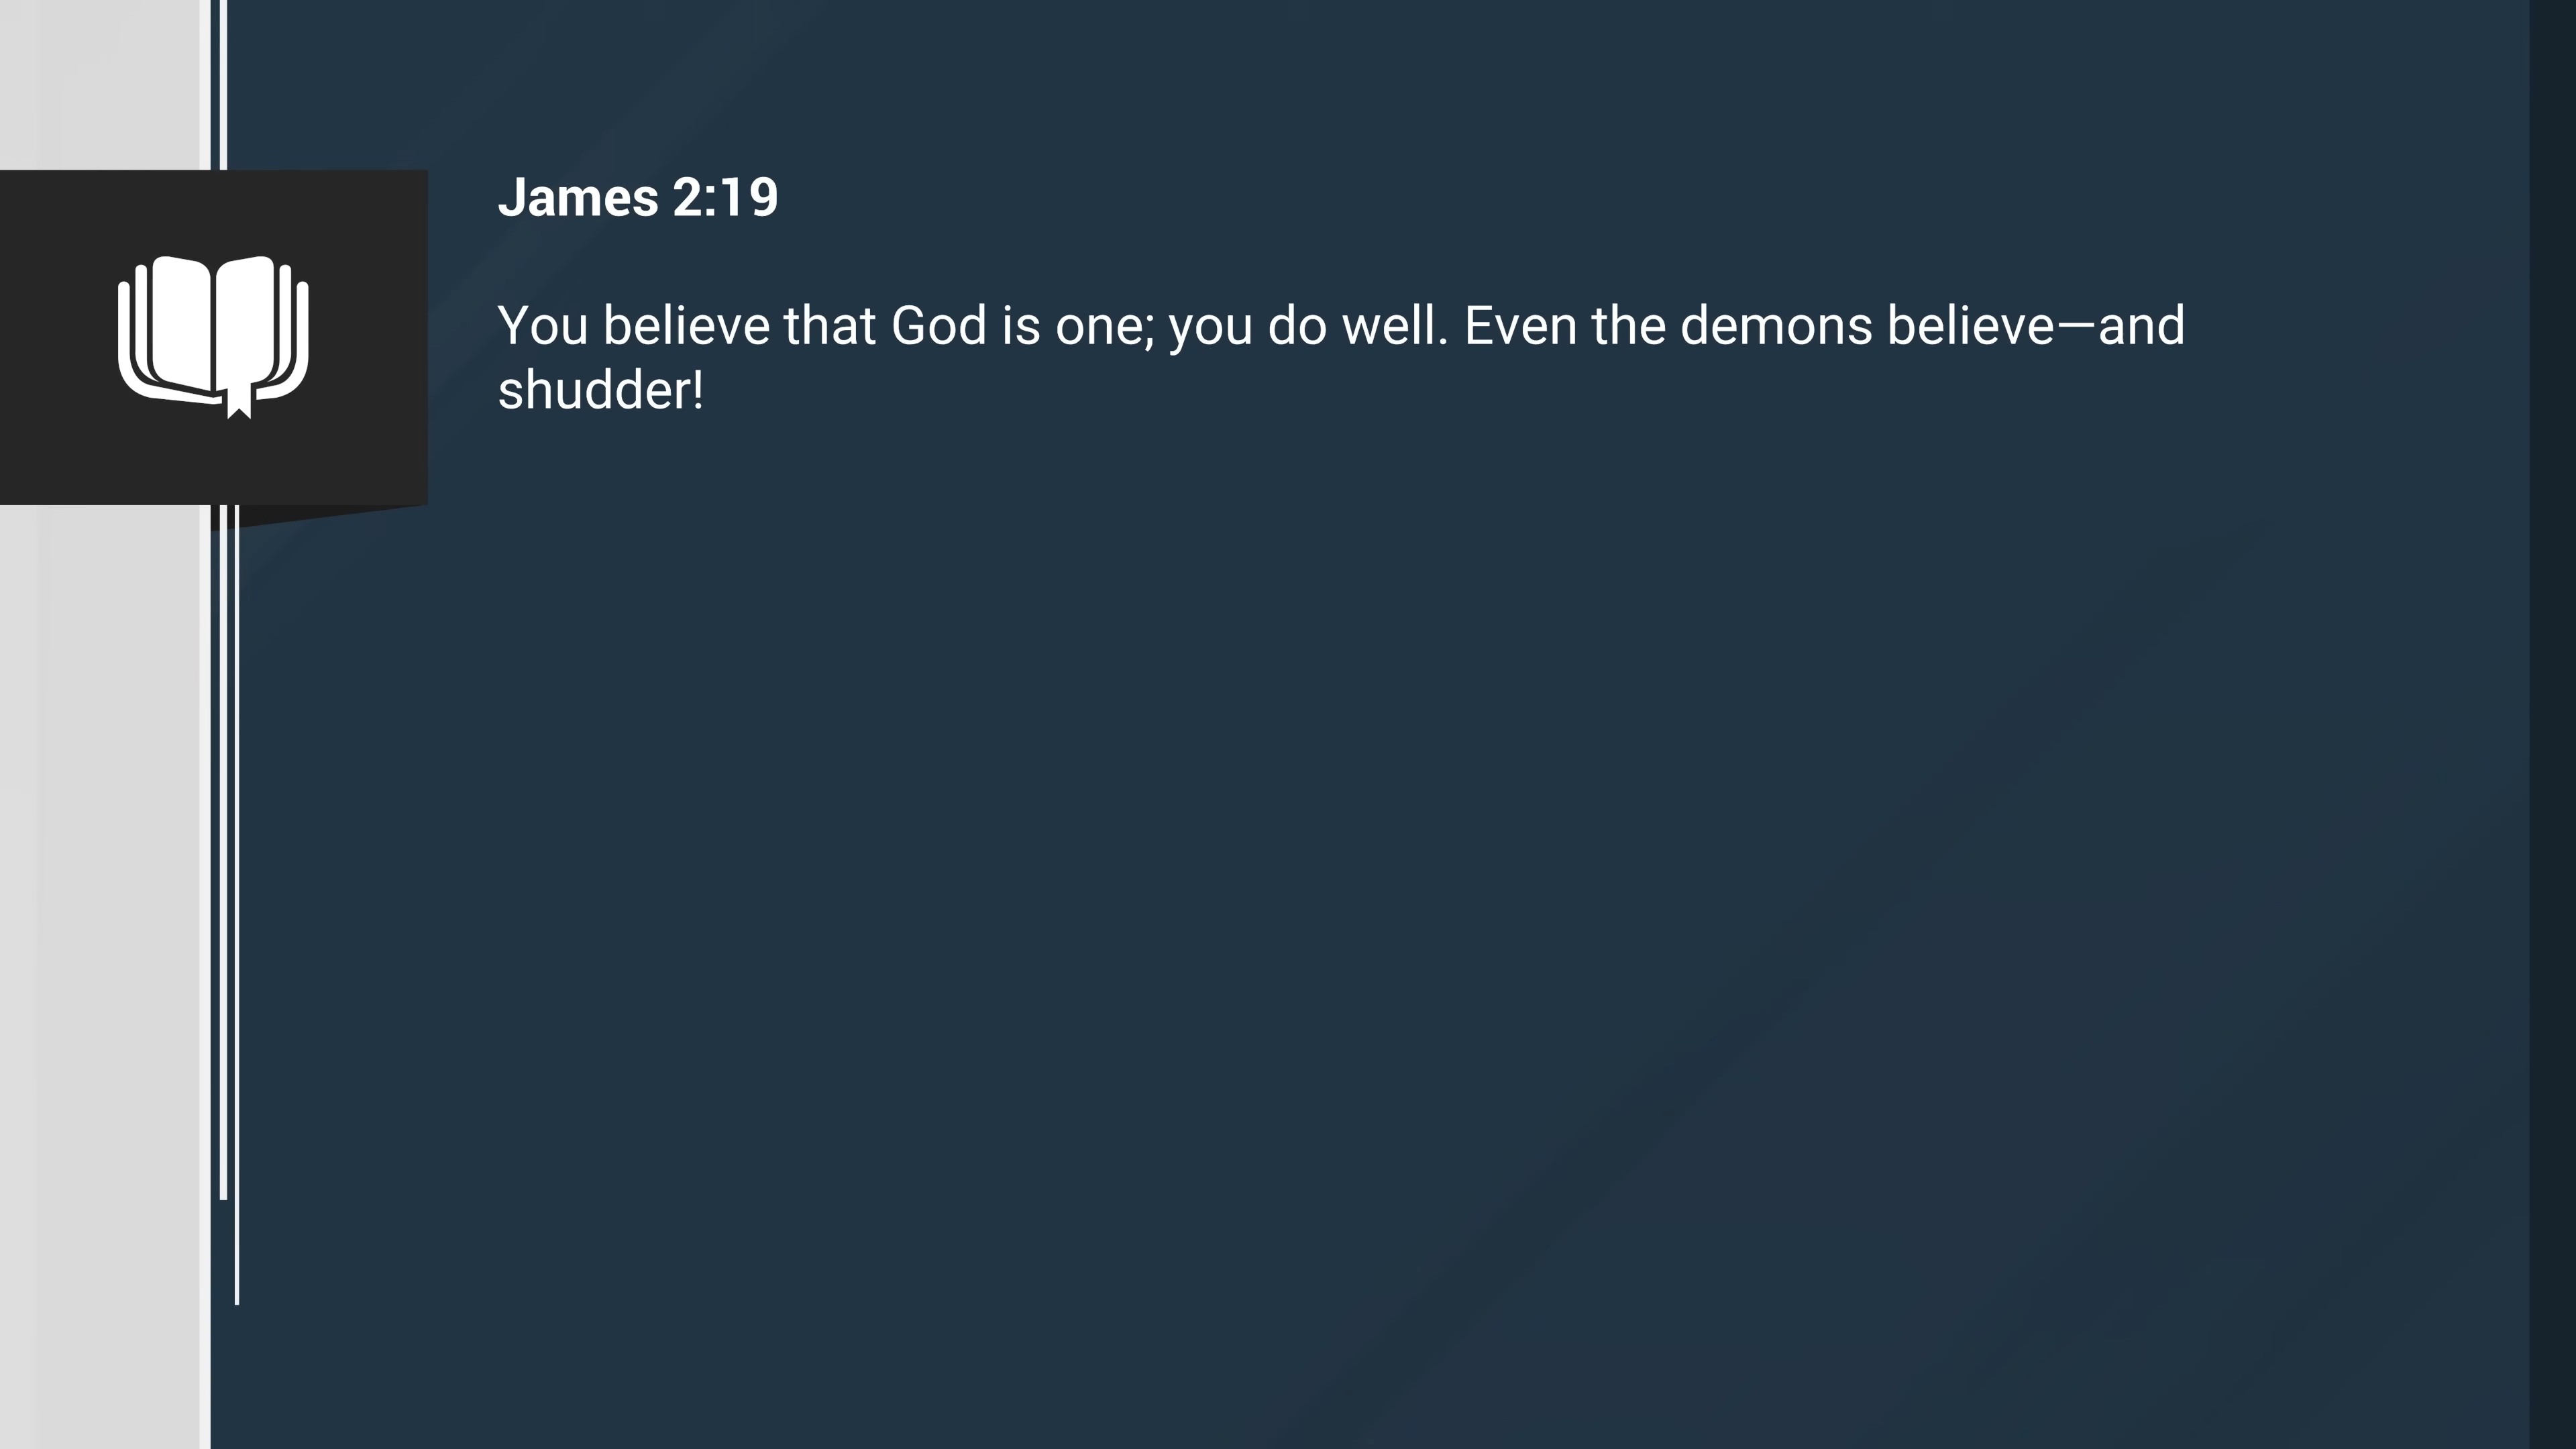 James 2:19
You believe that God is one; you do well. Even the demons believe—and
shudder!